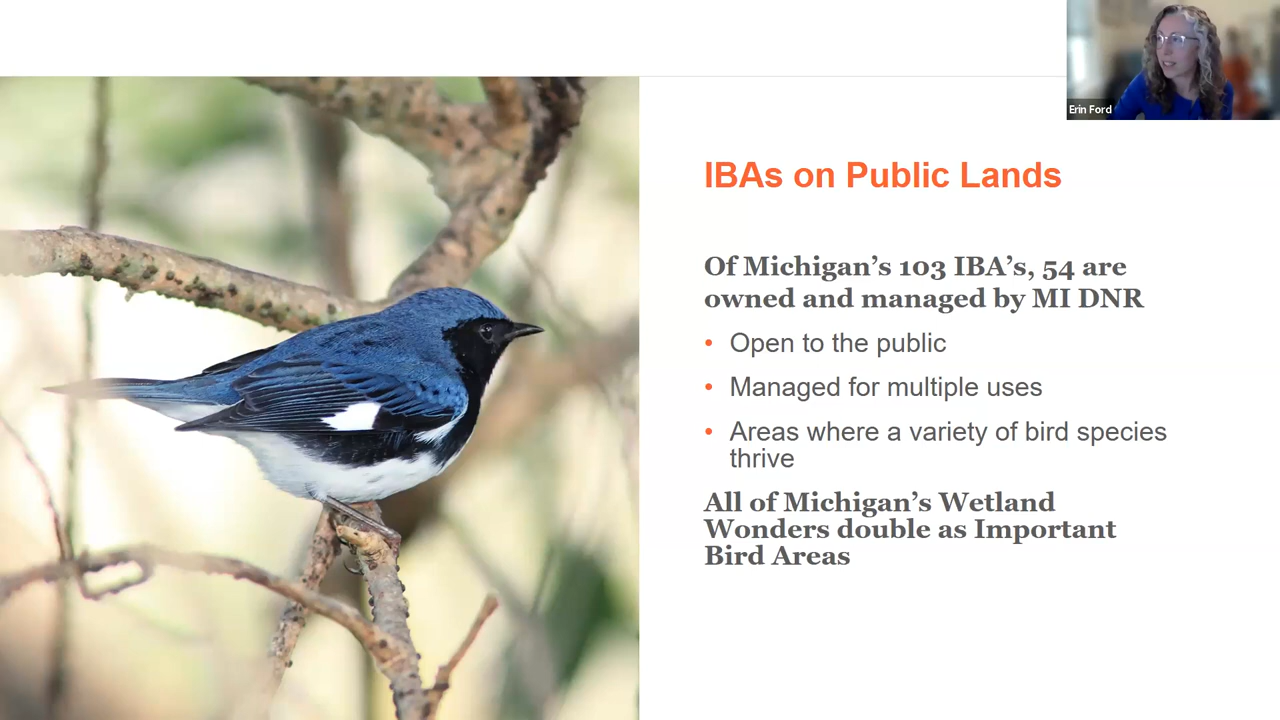 Erin Ford
IBAs on Public Lands
Of Michigan’s 103 IBA’s, 54 are
owned and managed by MI DNR
• Open to the public
• Managed for multiple uses
• Areas where a variety of bird species
thrive
All of Michigan’s Wetland
Wonders double as Important
Bird Areas